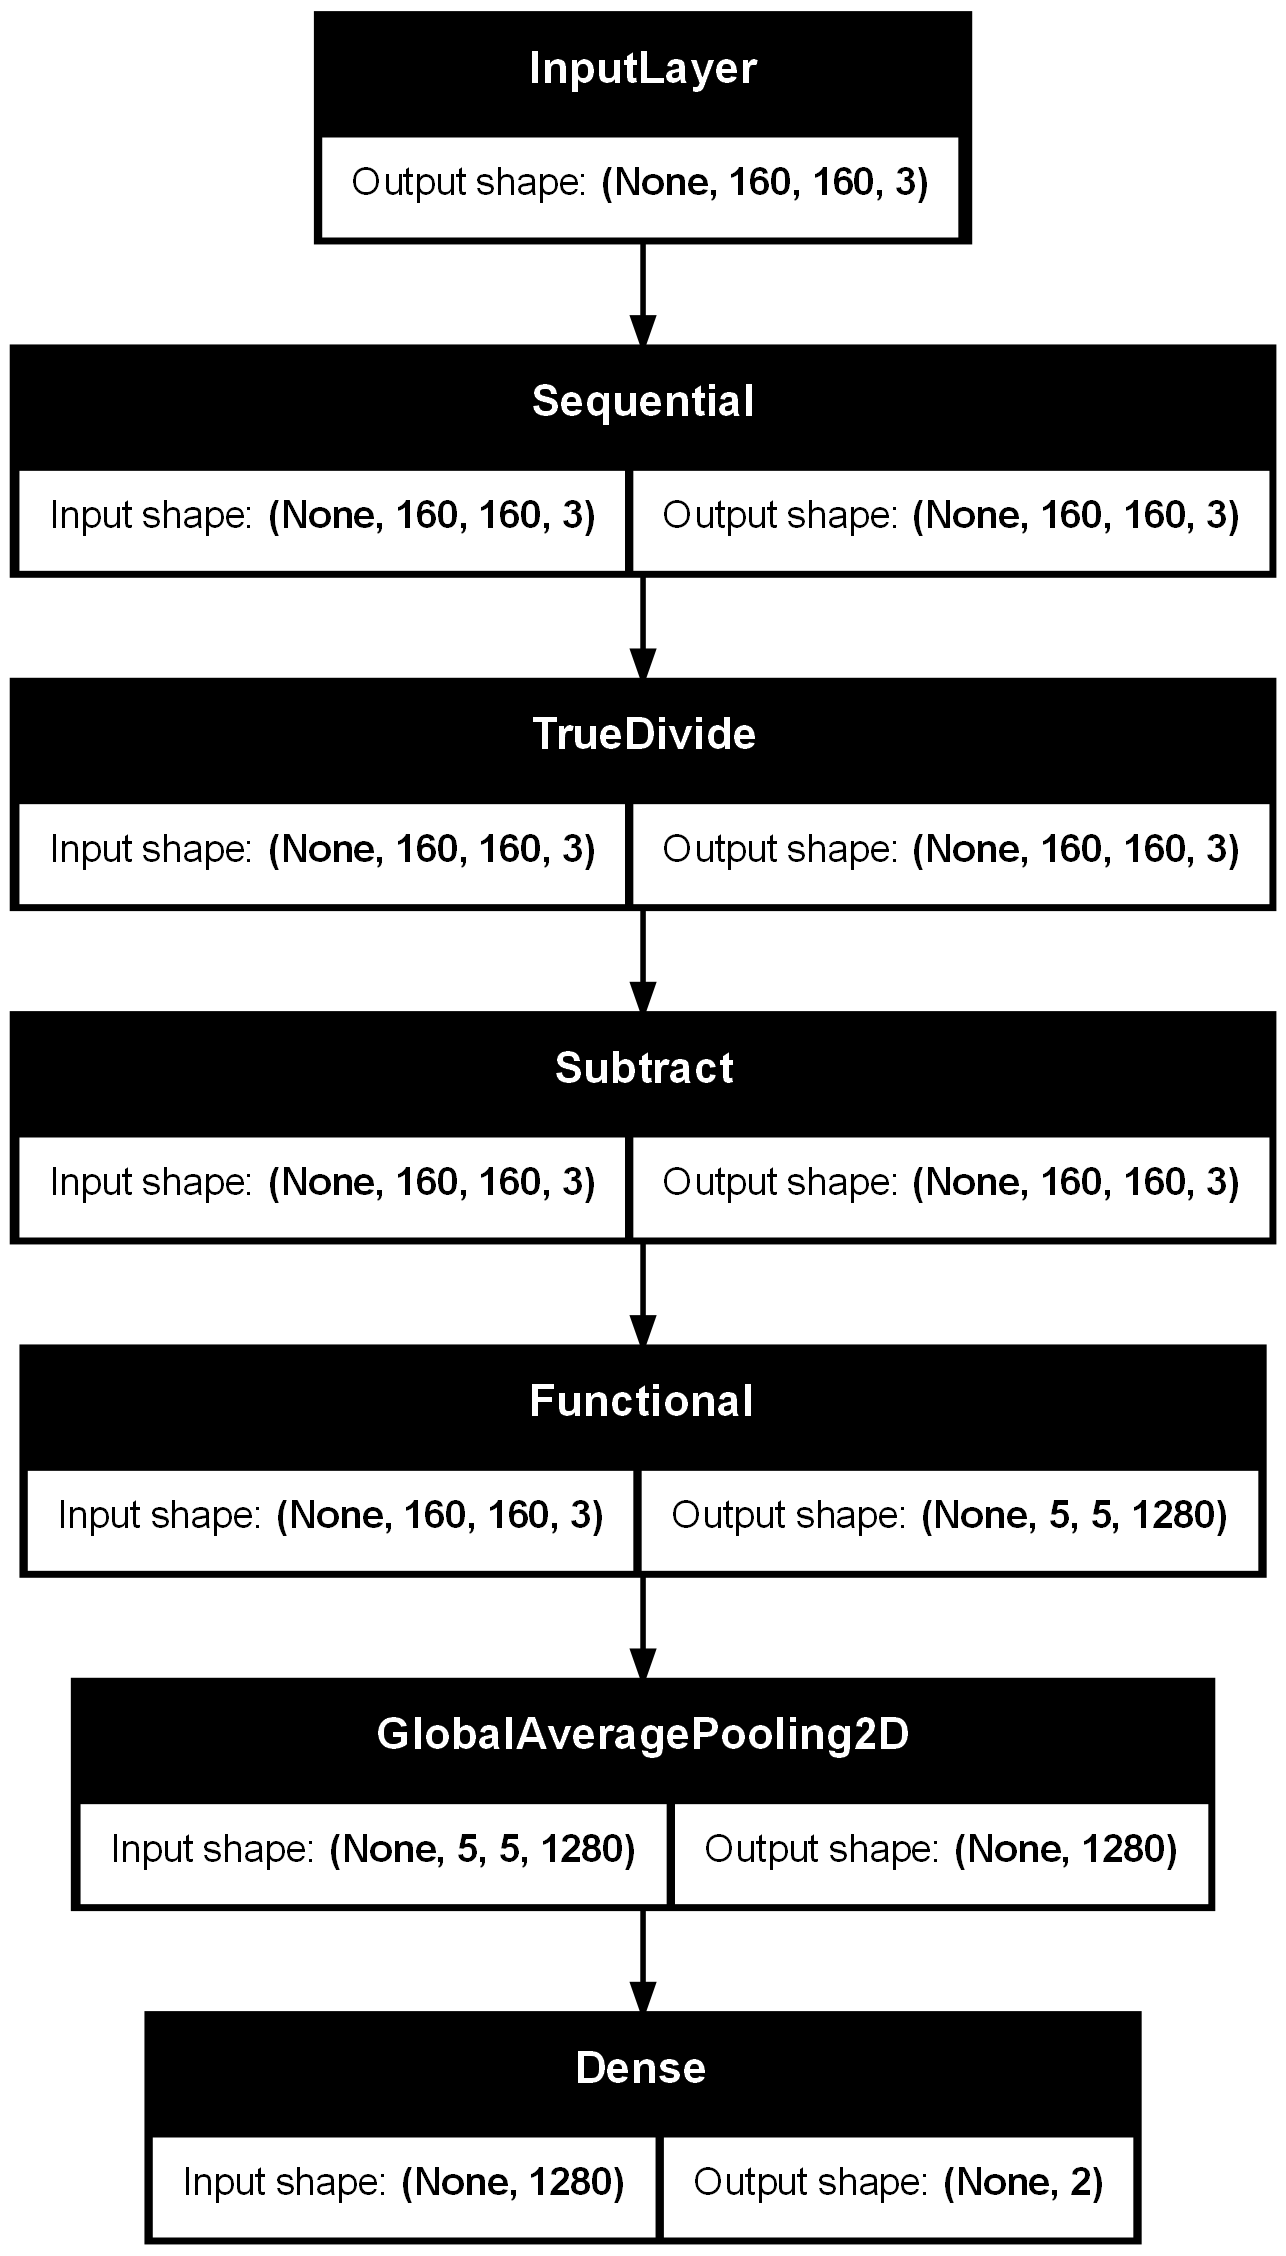 InputLayer
Output shape: (None, 160, 160, 3)
Sequential
Input shape: (None, 160, 160, 3) Output shape: (None, 160, 160, 3)
TrueDivide
Input shape: (None, 160, 160, 3) Output shape: (None, 160, 160, 3)
Subtract
Input shape: (None, 160, 160, 3) Output shape: (None, 160, 160, 3)
Functional
Input shape: (None, 160, 160, 3) Output shape: (None, 5, 5, 1280)
GlobalAveragePooling2D
Input shape: (None, 5, 5, 1280) Output shape: (None, 1280)
Dense
Input shape: (None, 1280) Output shape: (None, 2)